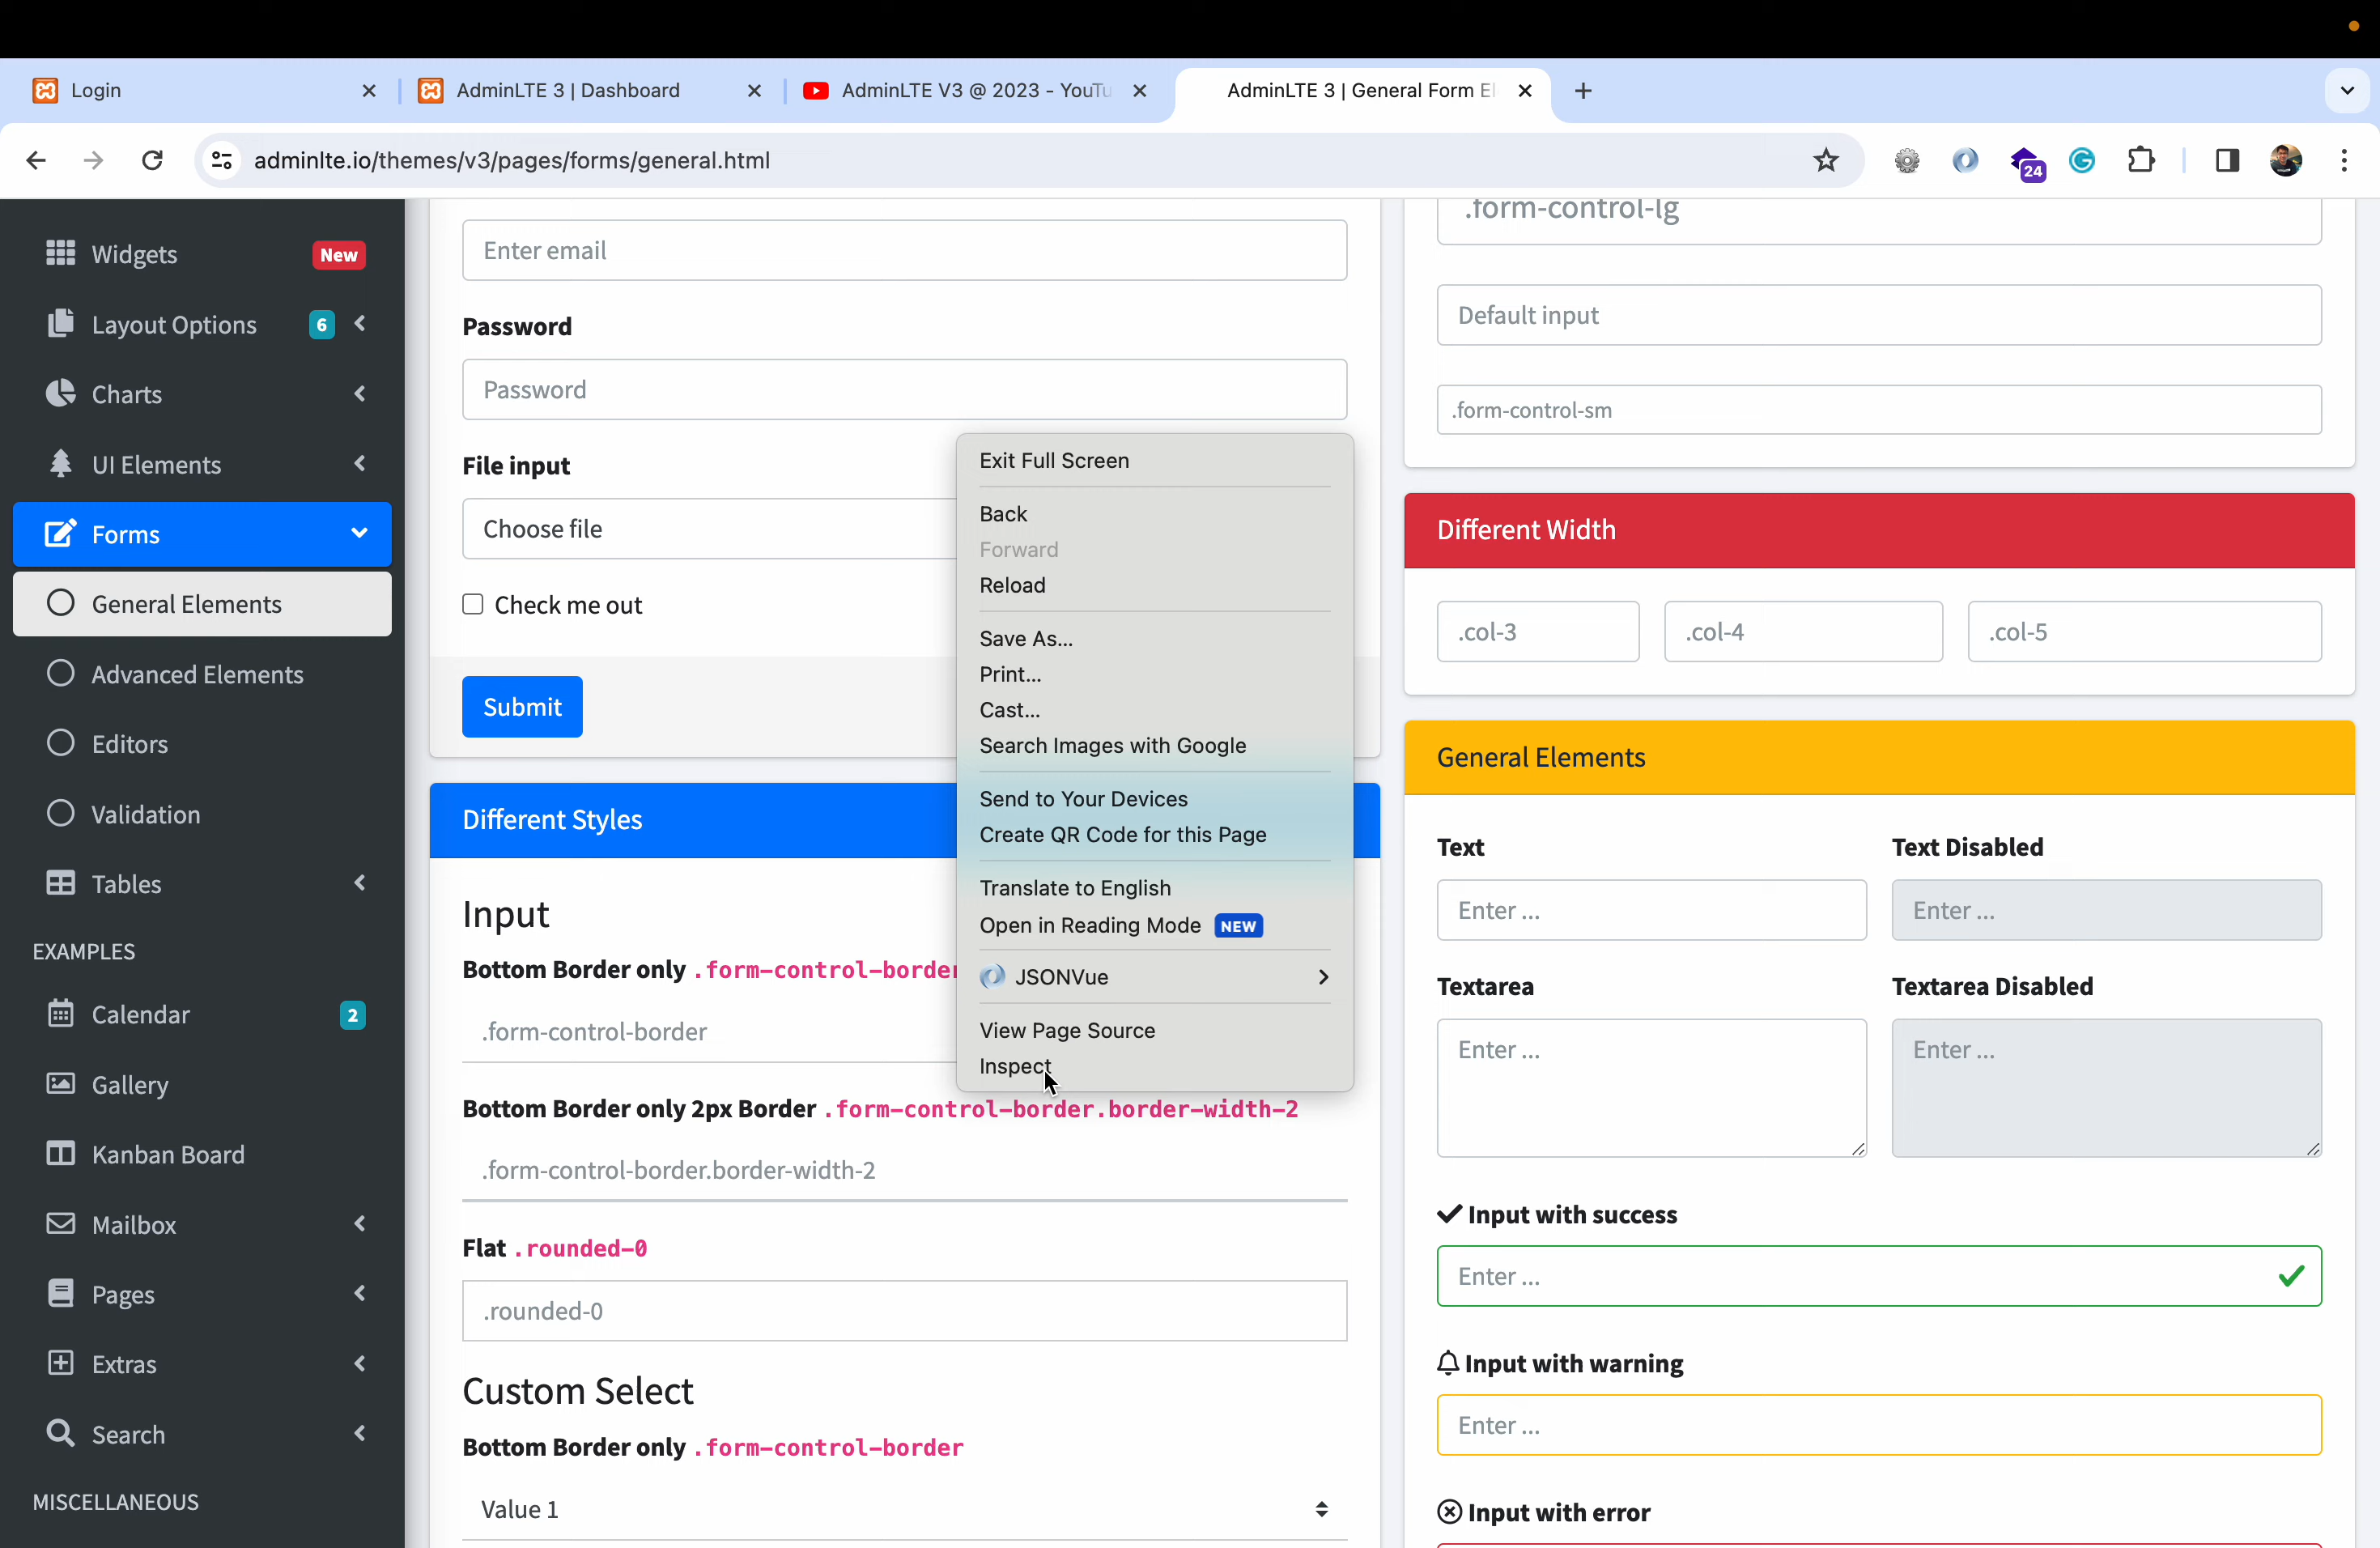 Login
AdminLTE 3 | Dashboard
AdminLTE V3 @ 2023 - YouTu
AdminLTE 3 | General Form El
adminlte.io/themes/v3/pages/forms/general.html
24
Widgets
New
Layout Options
6
Charts
UI Elements
Forms
General Elements
Advanced Elements
Editors
Validation
Tables
EXAMPLES
Calendar
2
Gallery
Kanban Board
Mailbox
Pages
Extras
Search
MISCELLANEOUS
Enter email
Password
Password
File input
Choose file
Check me out
Submit
Different Styles
Input
Bottom Border only .form-control-border
.form-control-border
Bottom Border only 2px Border .form-control-border.border-width-2
.form-control-border.border-width-2
Flat .rounded-0
.rounded-0
Custom Select
Bottom Border only .form-control-border
Value 1
Exit Full Screen
Back
Forward
Reload
Save As...
Print...
Cast...
Search Images with Google
Send to Your Devices
Create QR Code for this Page
Translate to English
Open in Reading Mode NEW
JSONVue
View Page Source
Inspect
.form-control-lg
Default input
.form-control-sm
Different Width
.col-3
.col-4
.col-5
General Elements
Text
Text Disabled
Enter ...
Enter ...
Textarea
Textarea Disabled
Enter ...
Enter ...
Input with success
Enter ...
Input with warning
Enter ...
Input with error